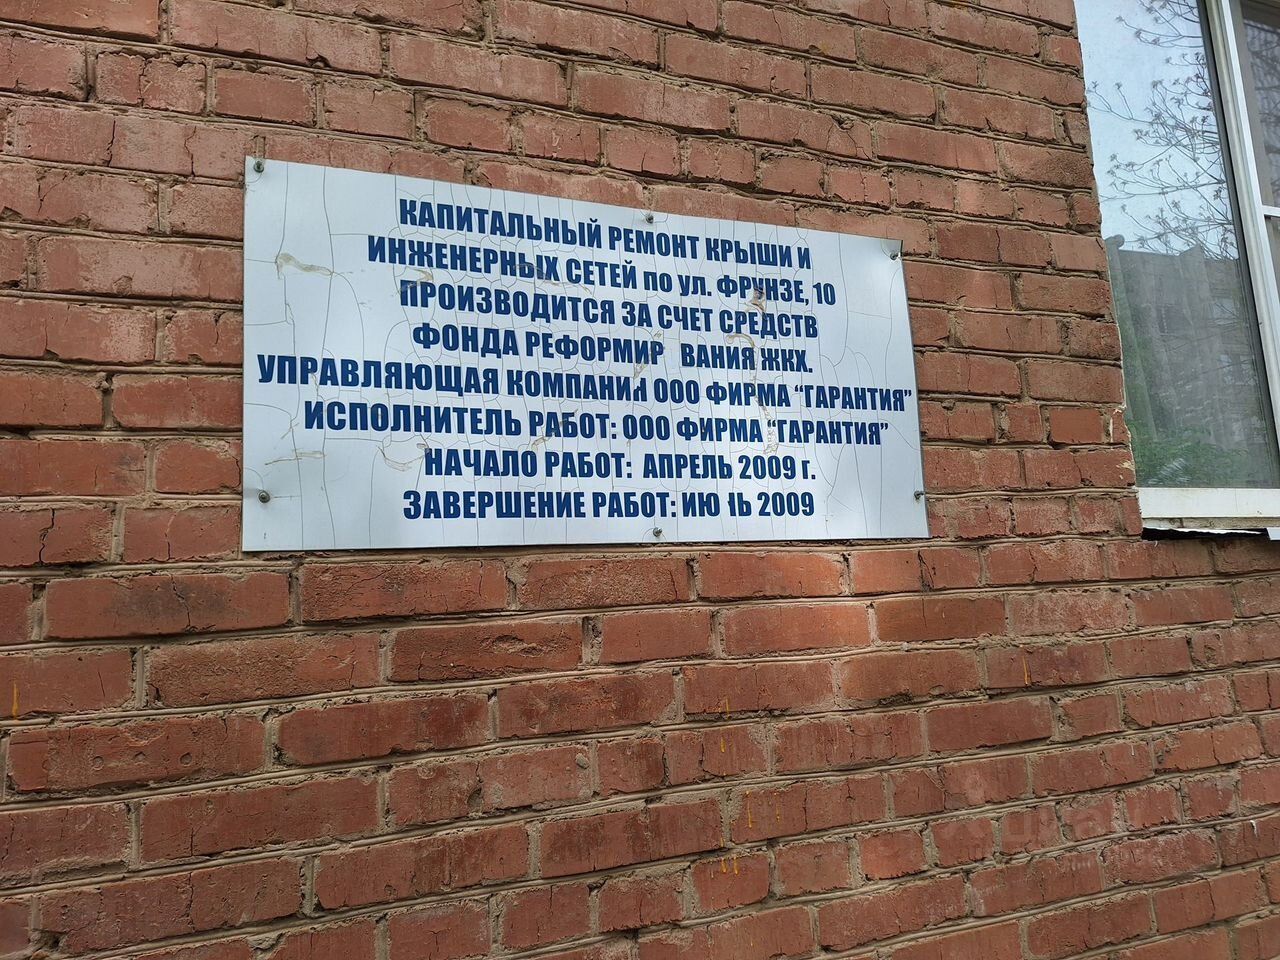 КАПИТАЛЬНЫЙ РЕМОНТ КРЫШИ И
ИНЖЕНЕРНЫХ СЕТЕЙ ПО УЛ. ФРУНЗЕ, 10
ПРОИЗВОДИТСЯ ЗА СЧЕТ СРЕДСТВ
ФОНДА РЕФОРМИР ВАНИЯ ЖКХ.
УПРАВЛЯЮЩАЯ КОМПАНИЯ ООО ФИРМА "ГАРАНТИЯ"
ИСПОЛНИТЕЛЬ РАБОТ: ООО ФИРМА "ГАРАНТИЯ"
НАЧАЛО РАБОТ: АПРЕЛЬ 2009 г.
ЗАВЕРШЕНИЕ РАБОТ: 2009